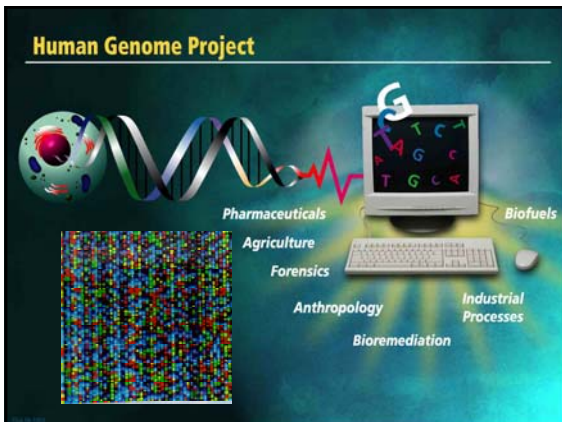 Human Genome Project
G
T C T
T A G C
A
T G C A
Pharmaceuticals
Biofuels
Agriculture
Forensics
Anthropology
Industrial
Processes
Bioremediation